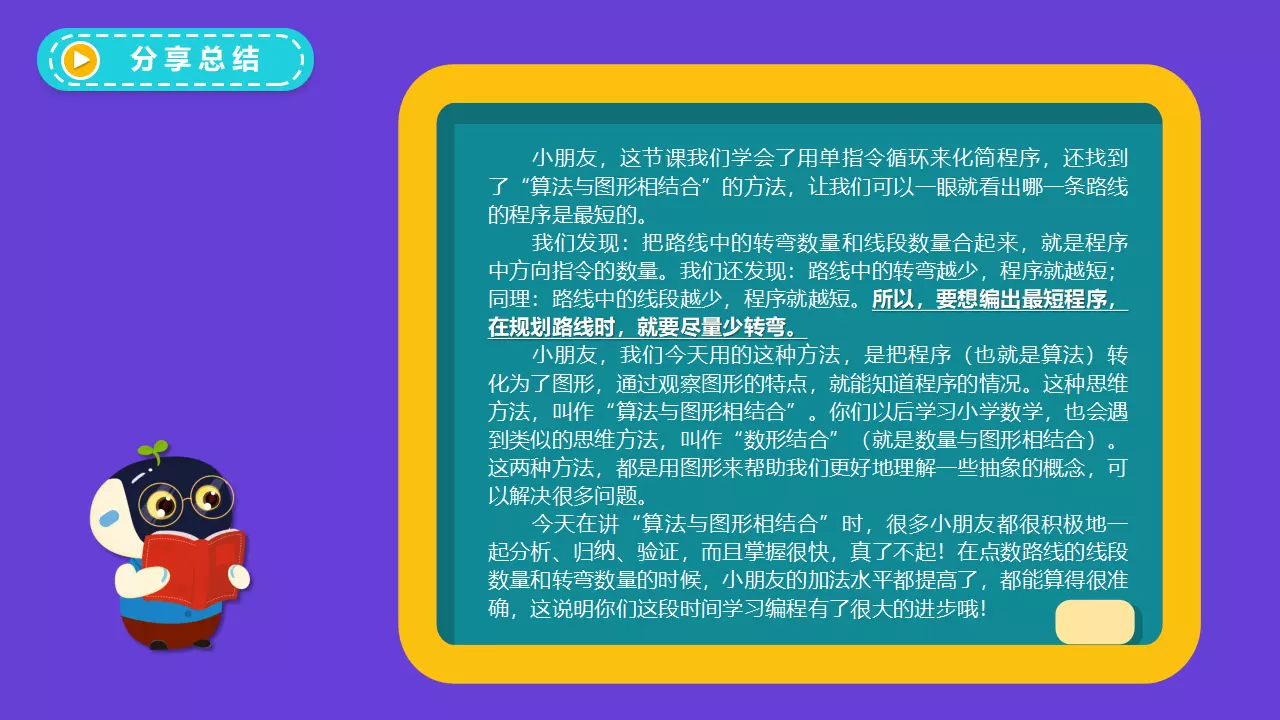 分享总结
小朋友，这节课我们学会了用单指令循环来化简程序，还找到
了“算法与图形相结合”的方法，让我们可以一眼就看出哪一条路线
的程序是最短的。
我们发现：把路线中的转弯数量和线段数量合起来，就是程序
中方向指令的数量。我们还发现：路线中的转弯越少，程序就越短；
同理：路线中的线段越少，程序就越短。所以，要想编出最短程序，
在规划路线时，就要尽量少转弯。
小朋友，我们今天用的这种方法，是把程序（也就是算法）转
化为了图形，通过观察图形的特点，就能知道程序的情况。这种思维
方法，叫作“算法与图形相结合”。你们以后学习小学数学，也会遇
到类似的思维方法，叫作“数形结合”（就是数量与图形相结合）。
这两种方法，都是用图形来帮助我们更好地理解一些抽象的概念，可
以解决很多问题。
今天在讲“算法与图形相结合”时，很多小朋友都很积极地一
起分析、归纳、验证，而且掌握很快，真了不起！在点数路线的线段
数量和转弯数量的时候，小朋友的加法水平都提高了，都能算得很准
确，这说明你们这段时间学习编程有了很大的进步哦！